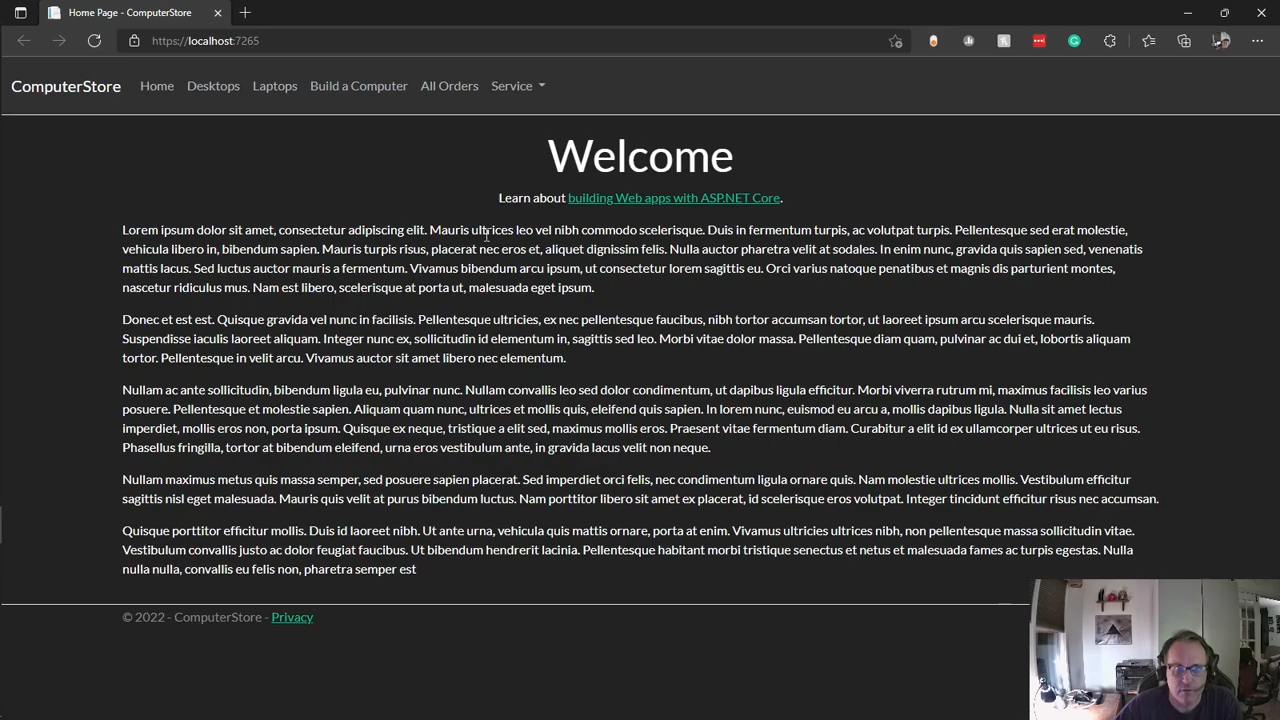 Home Page - ComputerStore
https://localhost:7265
ComputerStore Home Desktops Laptops Build a Computer All Orders Service
Welcome
Learn about building Web apps with ASP.NET Core.
Lorem ipsum dolor sit amet, consectetur adipiscing elit. Mauris ultrices leo vel nibh commodo scelerisque. Duis in fermentum turpis, ac volutpat turpis. Pellentesque sed erat molestie,
vehicula libero in, bibendum sapien. Mauris turpis risus, placerat nec eros et, aliquet dignissim felis. Nulla auctor pharetra velit at sodales. In enim nunc, gravida quis sapien sed, venenatis
mattis lacus. Sed luctus auctor mauris a fermentum. Vivamus bibendum arcu ipsum, ut consectetur lorem sagittis eu. Orci varius natoque penatibus et magnis dis parturient montes,
nascetur ridiculus mus. Nam est libero, scelerisque at porta ut, malesuada eget ipsum.
Donec et est est. Quisque gravida vel nunc in facilisis. Pellentesque ultricies, ex nec pellentesque faucibus, nibh tortor accumsan tortor, ut laoreet ipsum arcu scelerisque mauris.
Suspendisse iaculis laoreet aliquam. Integer nunc ex, sollicitudin id elementum in, sagittis sed leo. Morbi vitae dolor massa. Pellentesque diam quam, pulvinar ac dui et, lobortis aliquam
tortor. Pellentesque in velit arcu. Vivamus auctor sit amet libero nec elementum.
Nullam ac ante sollicitudin, bibendum ligula eu, pulvinar nunc. Nullam convallis leo sed dolor condimentum, ut dapibus ligula efficitur. Morbi viverra rutrum mi, maximus facilisis leo varius
posuere. Pellentesque et molestie sapien. Aliquam quam nunc, ultrices et mollis quis, eleifend quis sapien. In lorem nunc, euismod eu arcu a, mollis dapibus ligula. Nulla sit amet lectus
imperdiet, mollis eros non, porta ipsum. Quisque ex neque, tristique a elit sed, maximus mollis eros. Praesent vitae fermentum diam. Curabitur a elit id ex ullamcorper ultrices ut eu risus.
Phasellus fringilla, tortor at bibendum eleifend, urna eros vestibulum ante, in gravida lacus velit non neque.
Nullam maximus metus quis massa semper, sed posuere sapien placerat. Sed imperdiet orci felis, nec condimentum ligula ornare quis. Nam molestie ultrices mollis. Vestibulum efficitur
sagittis nisl eget malesuada. Mauris quis velit at purus bibendum luctus. Nam porttitor libero sit amet ex placerat, id scelerisque eros volutpat. Integer tincidunt efficitur risus nec accumsan.
Quisque porttitor efficitur mollis. Duis id laoreet nibh. Ut ante urna, vehicula quis mattis ornare, porta at enim. Vivamus ultricies ultrices nibh, non pellentesque massa sollicitudin vitae.
Vestibulum convallis justo ac dolor feugiat faucibus. Ut bibendum hendrerit lacinia. Pellentesque habitant morbi tristique senectus et netus et malesuada fames ac turpis egestas. Nulla
nulla nulla, convallis eu felis non, pharetra semper est
© 2022 - ComputerStore - Privacy